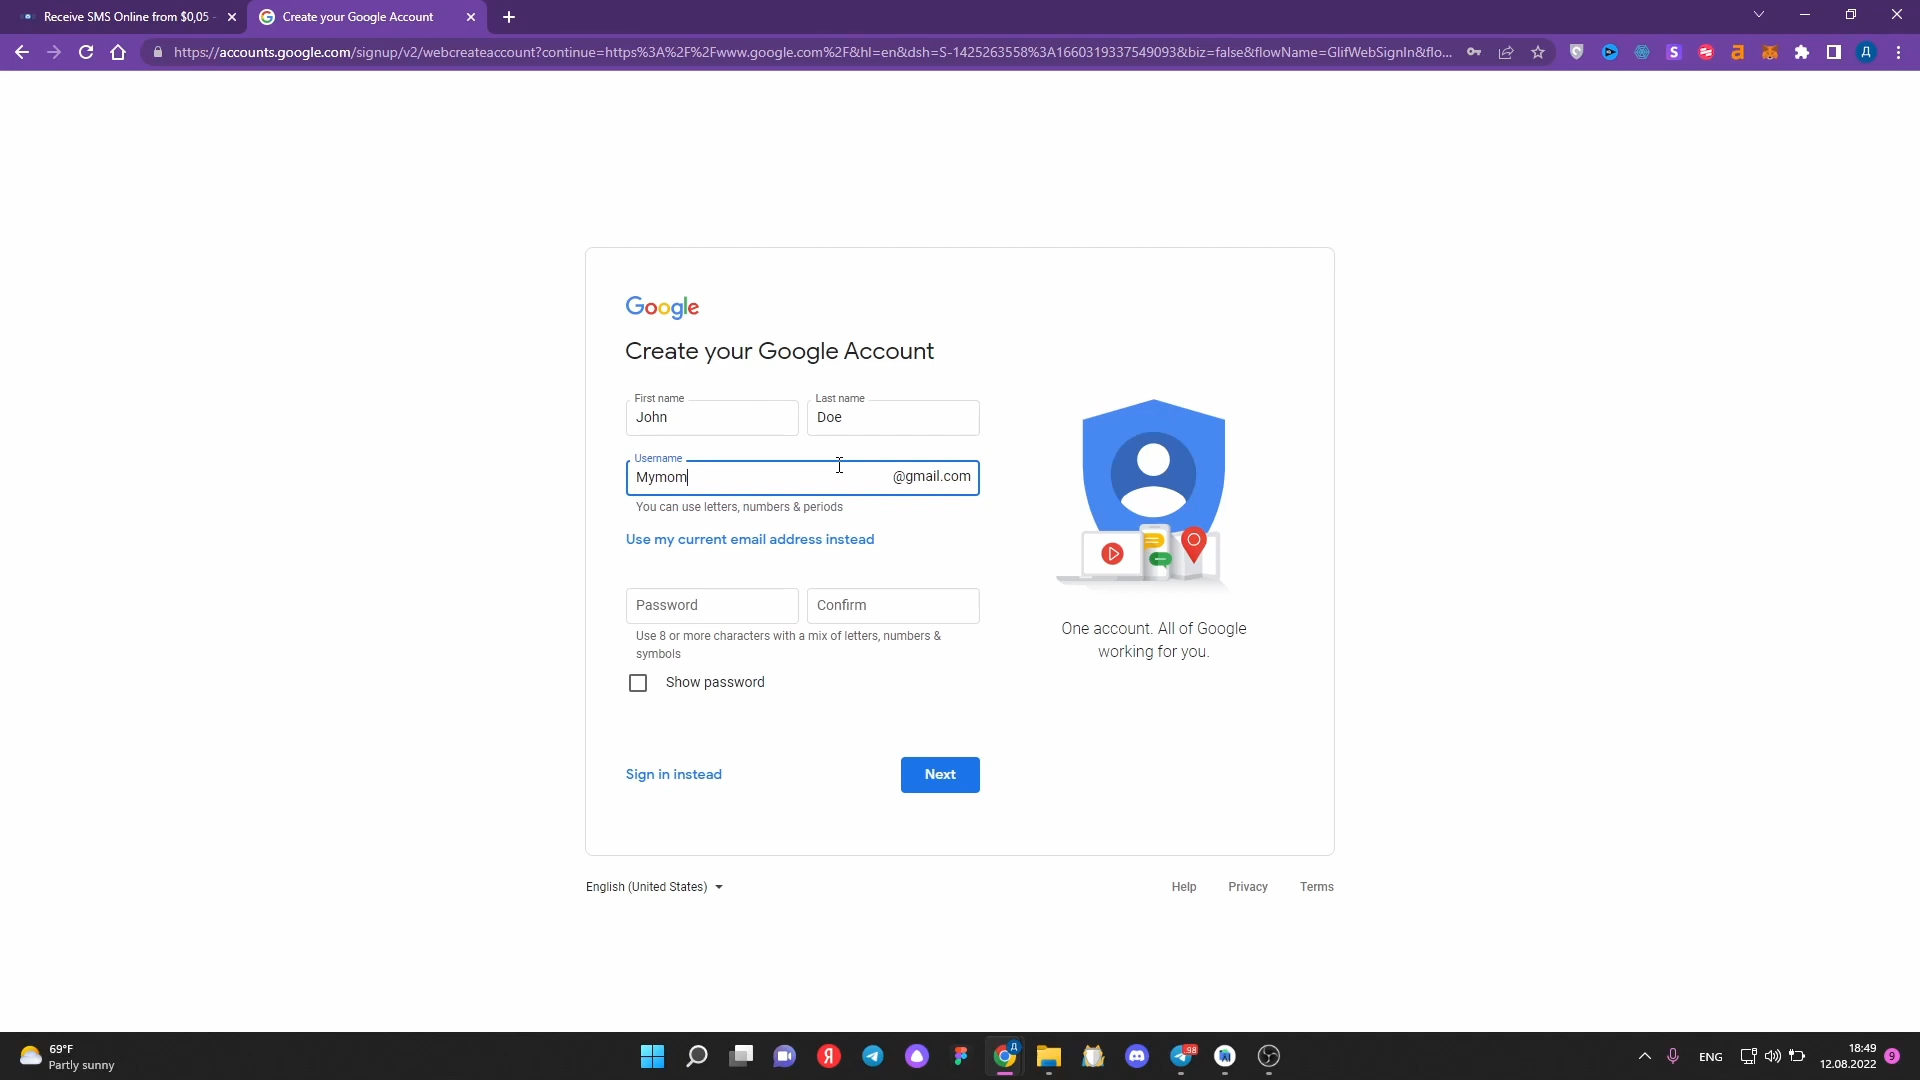 Receive SMS Online from $0,05 -
Create your Google Account
https://accounts.google.com/signup/v2/webcreateaccount?continue=https%3A%2F%2Fwww.google.com%2F&hl=en&dsh=S-1425263558%3A1660319337549093&biz=false&flowName=GlifWebSignIn&flo...
Google
Create your Google Account
First name
Last name
John
Doe
Username
Mymom
@gmail.com
You can use letters, numbers & periods
Use my current email address instead
Password
Confirm
Use 8 or more characters with a mix of letters, numbers &
symbols
Show password
Sign in instead
Next
One account. All of Google
working for you.
English (United States)
Help
Privacy
Terms
69°F
Partly sunny
98
ENG
18:49
12.08.2022
9